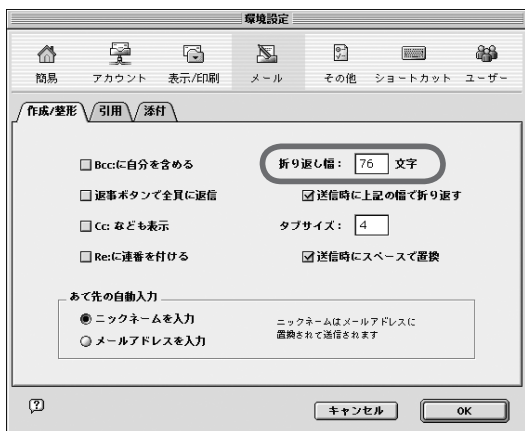 環境設定
簡易 アカウント 表示/印刷 メール その他 ショートカット ユーザー
作成/整形 引用 添付
Bcc:に自分を含める
折り返し幅： 76 文字
返事ボタンで全員に返信
送信時に上記の幅で折り返す
Cc: なども表示
タブサイズ： 4
Re:に連番を付ける
送信時にスペースで置換
あて先の自動入力
ニックネームを入力
メールアドレスを入力
ニックネームはメールアドレスに
置換されて送信されます
?
キャンセル OK